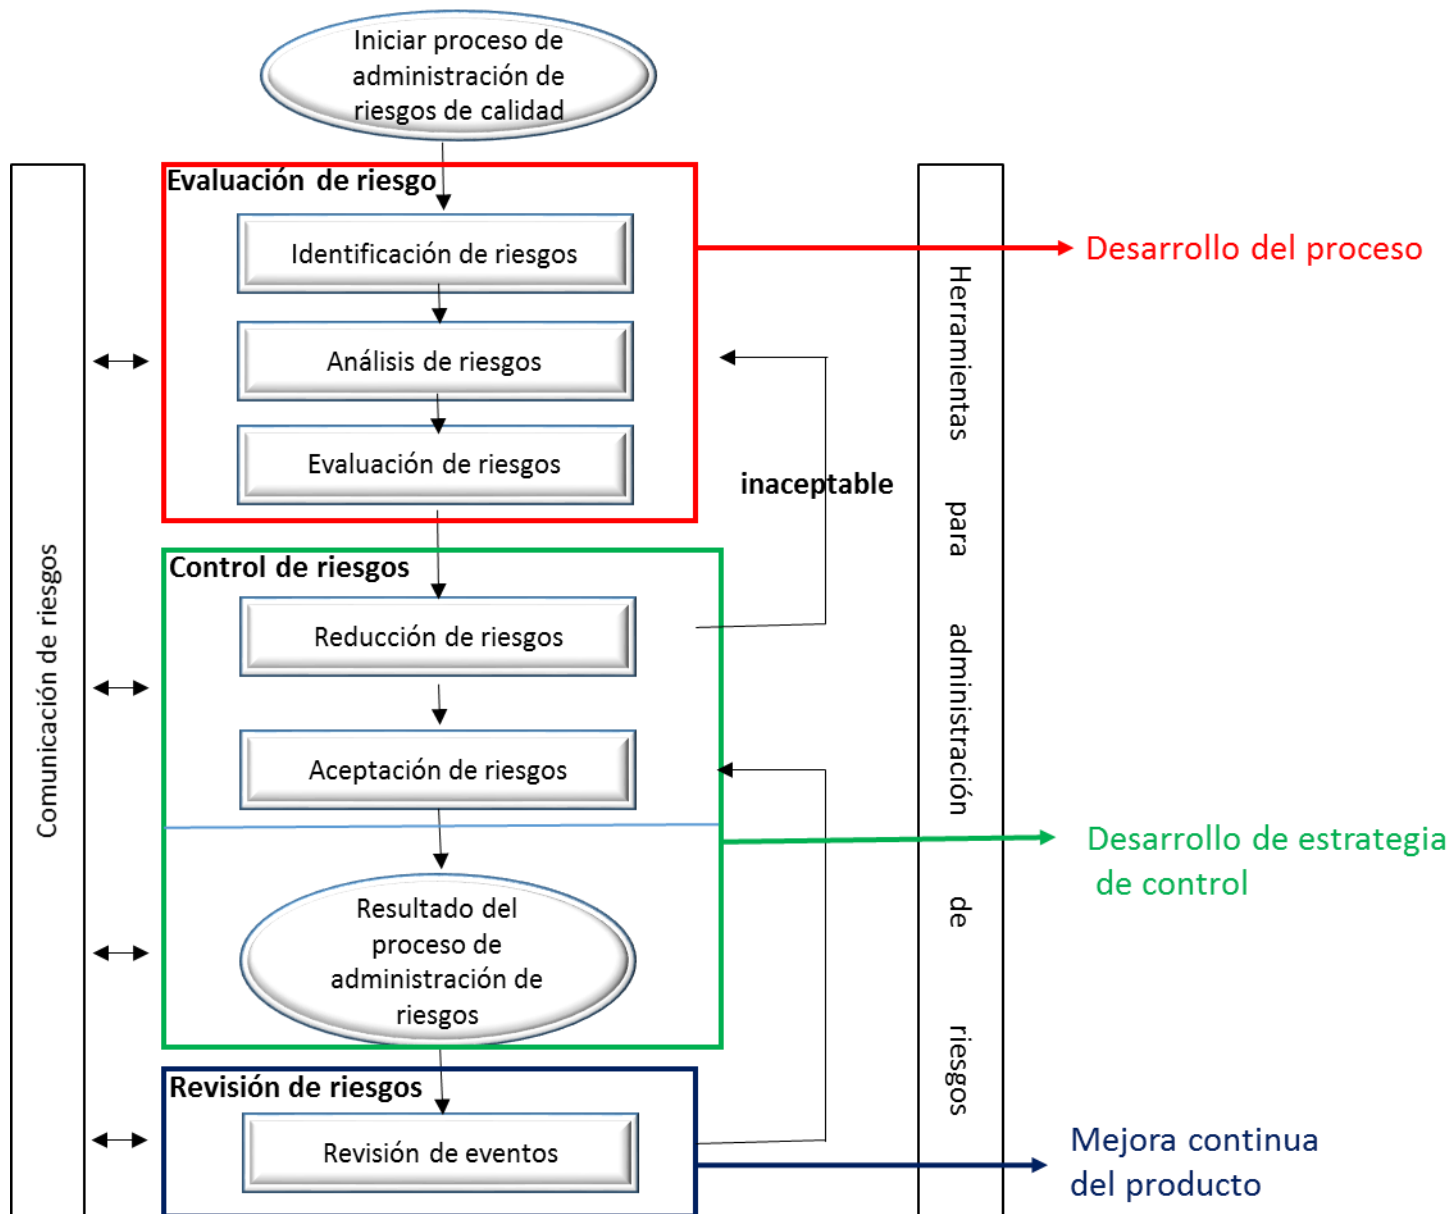 Iniciar proceso de
administración de
riesgos de calidad
Evaluación de riesgo
Identificación de riesgos
Desarrollo del proceso
Análisis de riesgos
Evaluación de riesgos
inaceptable
Control de riesgos
Reducción de riesgos
Aceptación de riesgos
Desarrollo de estrategia
de control
Resultado del
proceso de
administración de
riesgos
Revisión de riesgos
Revisión de eventos
Mejora continua
del producto
Comunicación de riesgos
Herramientas para administración de riesgos